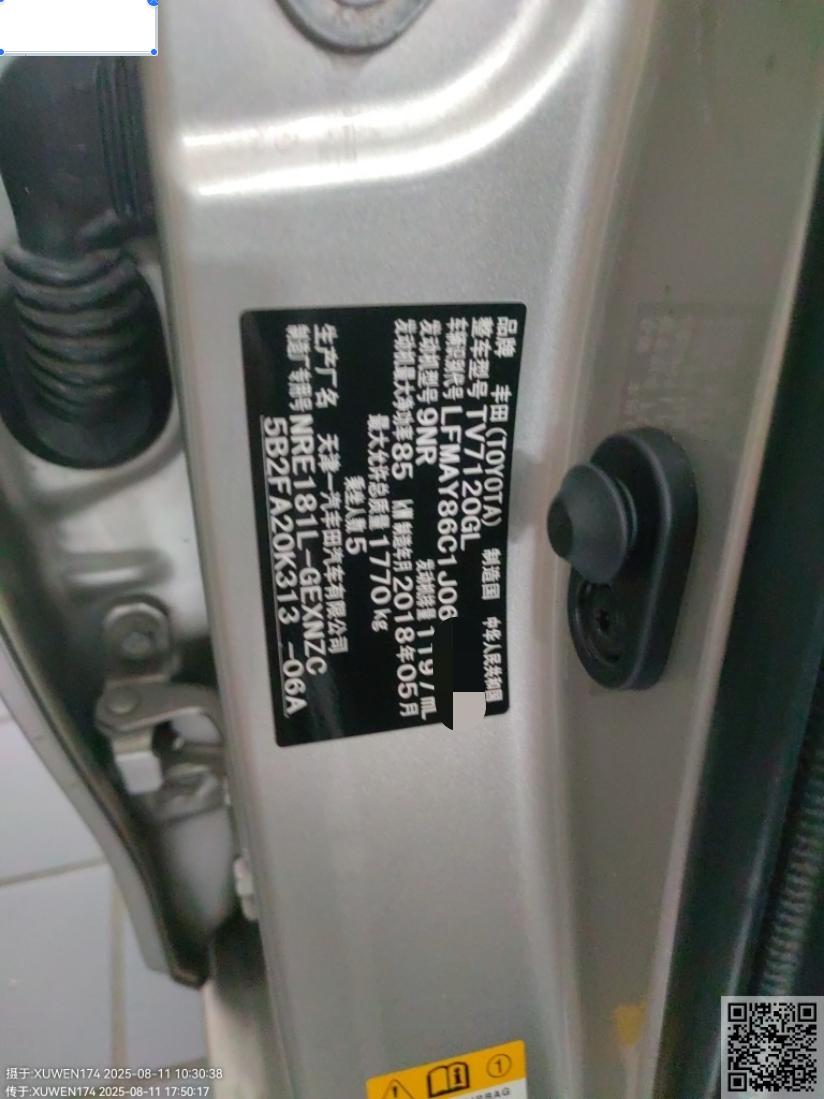 品牌 丰田(TOYOTA) 制造国 中华人民共和国
整车型号 TV7120GL
车辆识别代号 LFMAY86C1J06
发动机型号 9NR 发动机排量 1197mL
发动机最大净功率 85 kW 制造年月 2018年05月
最大允许总质量 1770kg
乘坐人数 5
生产厂名 天津一汽丰田汽车有限公司
制造厂专用号 NRE181L-GEXNZC
5B2FA20K313 -06A
1
摄于:XUWEN174 2025-08-11 10:30:38
传于:XUWEN174 2025-08-11 17:50:17